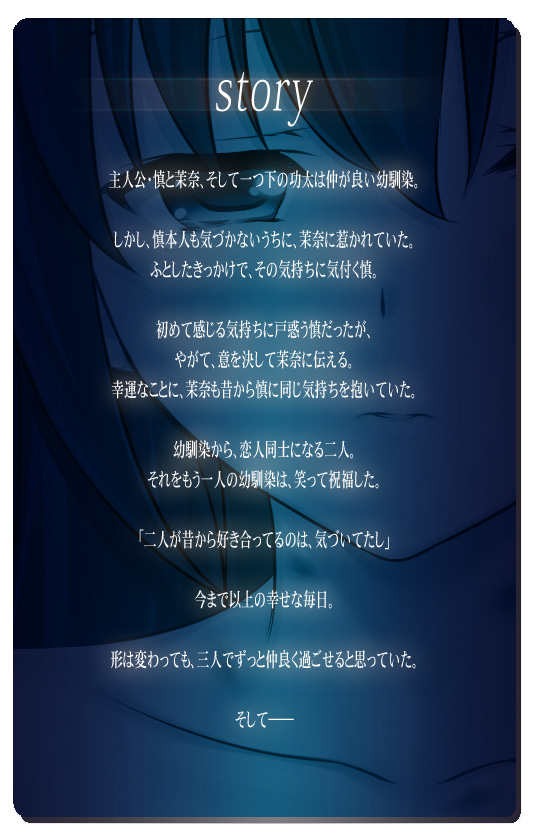 story
主人公・慎と茉奈、そして一つ下の功太は仲が良い幼馴染。
しかし、慎本人も気づかないうちに、茉奈に惹かれていた。
ふとしたきっかけで、その気持ちに気付く慎。
初めて感じる気持ちに戸惑う慎だったが、
やがて、意を決して茉奈に伝える。
幸運なことに、茉奈も昔から慎に同じ気持ちを抱いていた。
幼馴染から、恋人同士になる二人。
それをもう一人の幼馴染は、笑って祝福した。
「二人が昔から好き合ってるのは、気づいてたし」
今まで以上の幸せな毎日。
形は変わっても、三人でずっと仲良く過ごせると思っていた。
そして――